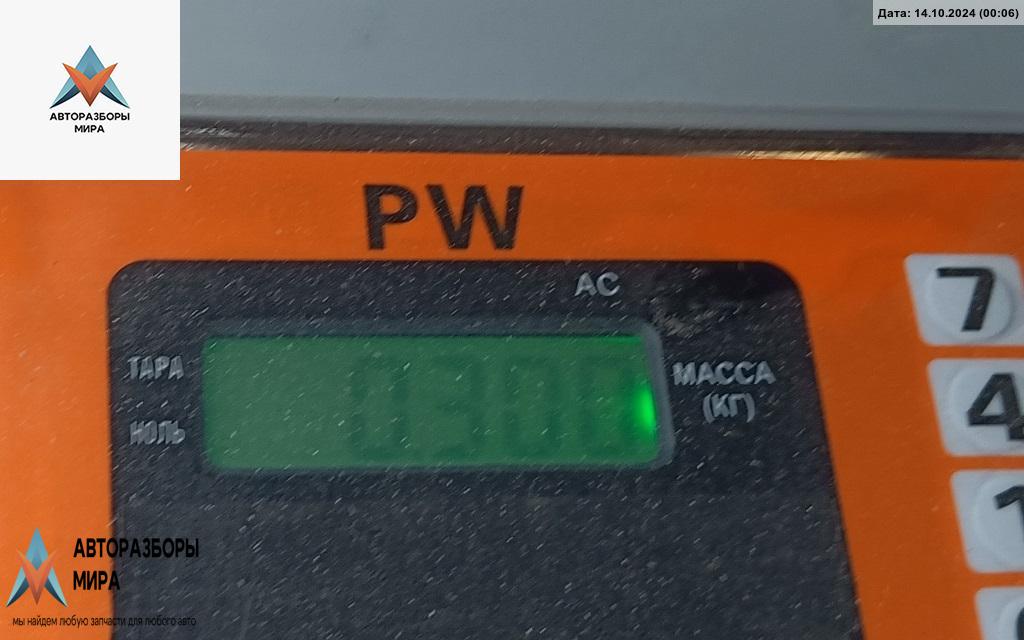 Дата: 14.10.2024 (00:06)
АВТОРАЗБОРЫ
МИРА
PW
AC
7
ТАРА
МАССА
(КГ)
4
НОЛЬ
1
АВТОРАЗБОРЫ
МИРА
мы найдем любую запчасти для любого авто